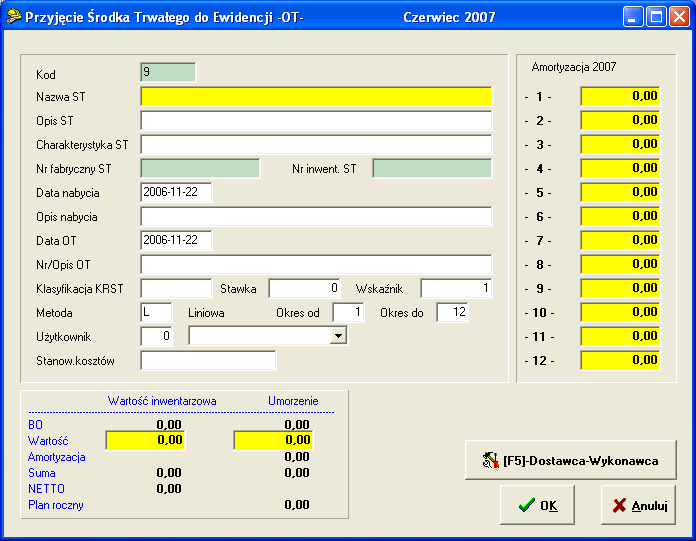 Przyjęcie Środka Trwałego do Ewidencji -OT- Czerwiec 2007
Kod 9
Nazwa ST
Opis ST
Charakterystyka ST
Nr fabryczny ST Nr inwent. ST
Data nabycia 2006-11-22
Opis nabycia
Data OT 2006-11-22
Nr/Opis OT
Klasyfikacja KRST Stawka 0 Wskaźnik 1
Metoda L Liniowa Okres od 1 Okres do 12
Użytkownik 0
Stanow.kosztów
Amortyzacja 2007
- 1 - 0,00
- 2 - 0,00
- 3 - 0,00
- 4 - 0,00
- 5 - 0,00
- 6 - 0,00
- 7 - 0,00
- 8 - 0,00
- 9 - 0,00
- 10 - 0,00
- 11 - 0,00
- 12 - 0,00
Wartość inwentarzowa Umorzenie
BO 0,00 0,00
Wartość 0,00 0,00
Amortyzacja 0,00
Suma 0,00 0,00
NETTO 0,00
Plan roczny 0,00
[F5]-Dostawca-Wykonawca
OK Anuluj